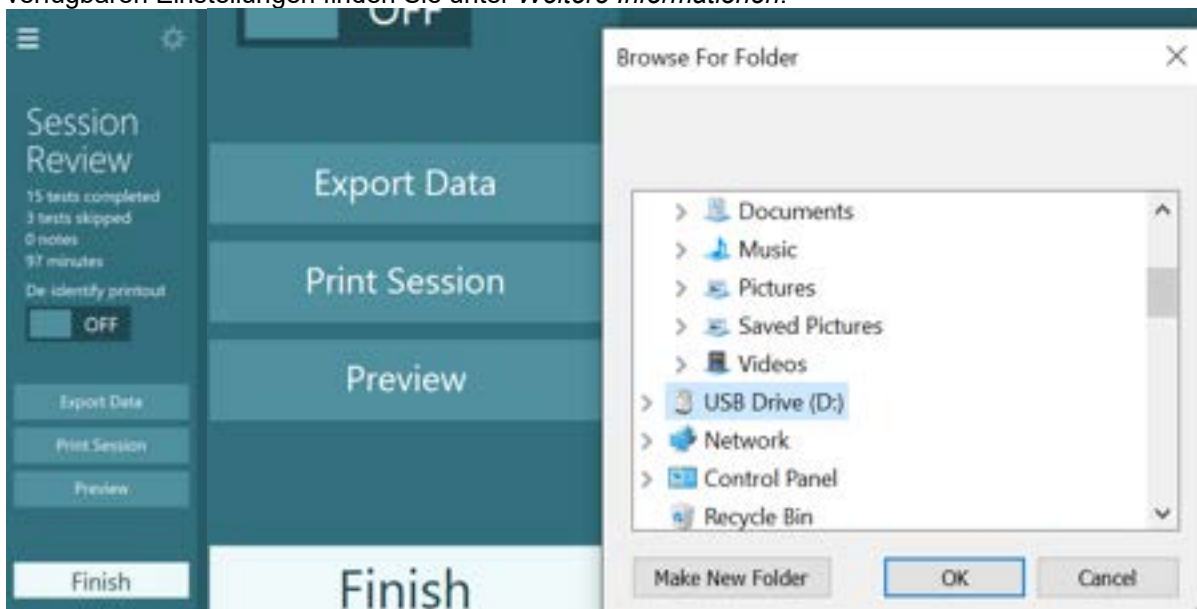 verfügbaren Einstellungen finden Sie unter Weitere Informationen.
Session
Review
15 tests completed
3 tests skipped
0 notes
97 minutes
De-identify printout
OFF
Export Data
Print Session
Preview
Finish
OFF
Export Data
Print Session
Preview
Finish
Browse For Folder
Documents
Music
Pictures
Saved Pictures
Videos
USB Drive (D:)
Network
Control Panel
Recycle Bin
Make New Folder
OK
Cancel